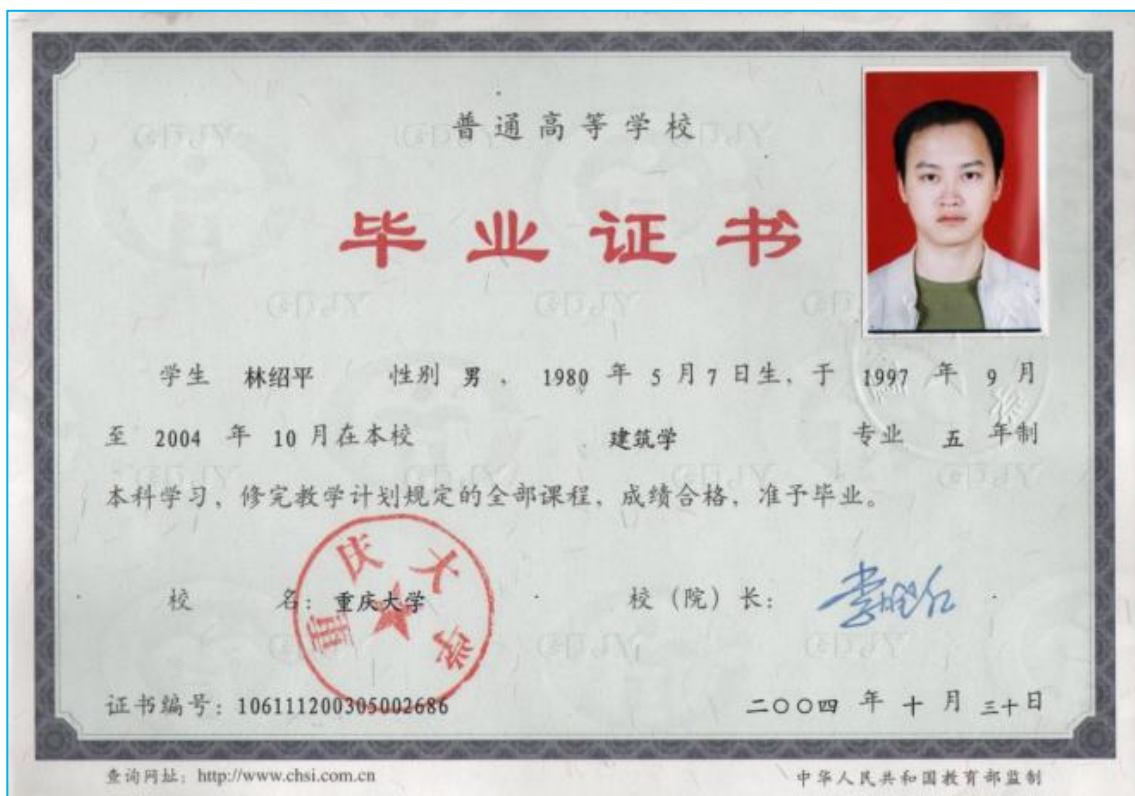 普通高等学校
毕业证书
学生 林绍平 性别 男 ， 1980 年 5 月 7 日生，于 1997 年 9 月
至 2004 年 10 月在本校 建筑学 专业 五 年制
本科学习，修完教学计划规定的全部课程，成绩合格，准予毕业。
重庆大学
校 名：重庆大学 校（院）长：
证书编号：106111200305002686 二〇〇四 年 十 月 三十日
查询网址：http://www.chsi.com.cn 中华人民共和国教育部监制